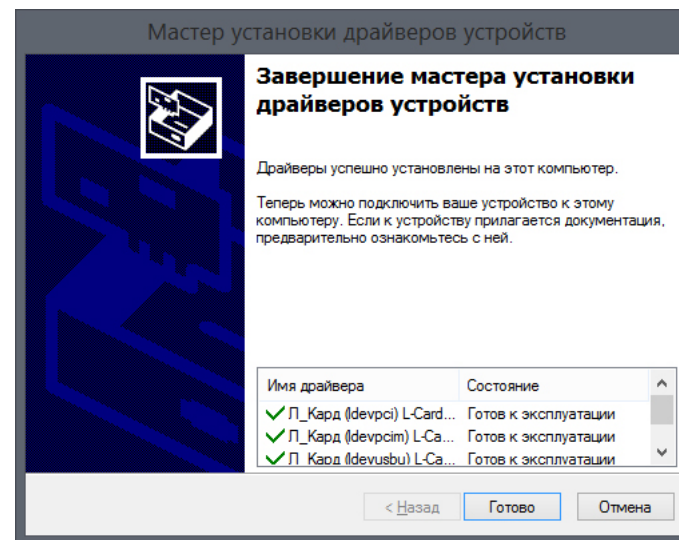 Мастер установки драйверов устройств
Завершение мастера установки
драйверов устройств
Драйверы успешно установлены на этот компьютер.
Теперь можно подключить ваше устройство к этому
компьютеру. Если к устройству прилагается документация,
предварительно ознакомьтесь с ней.
Имя драйвера Состояние
Л_Кард (ldevpci) L-Card... Готов к эксплуатации
Л_Кард (ldevpcim) L-Ca... Готов к эксплуатации
Л_Кард (ldevusbu) L-Ca... Готов к эксплуатации
< Назад Готово Отмена